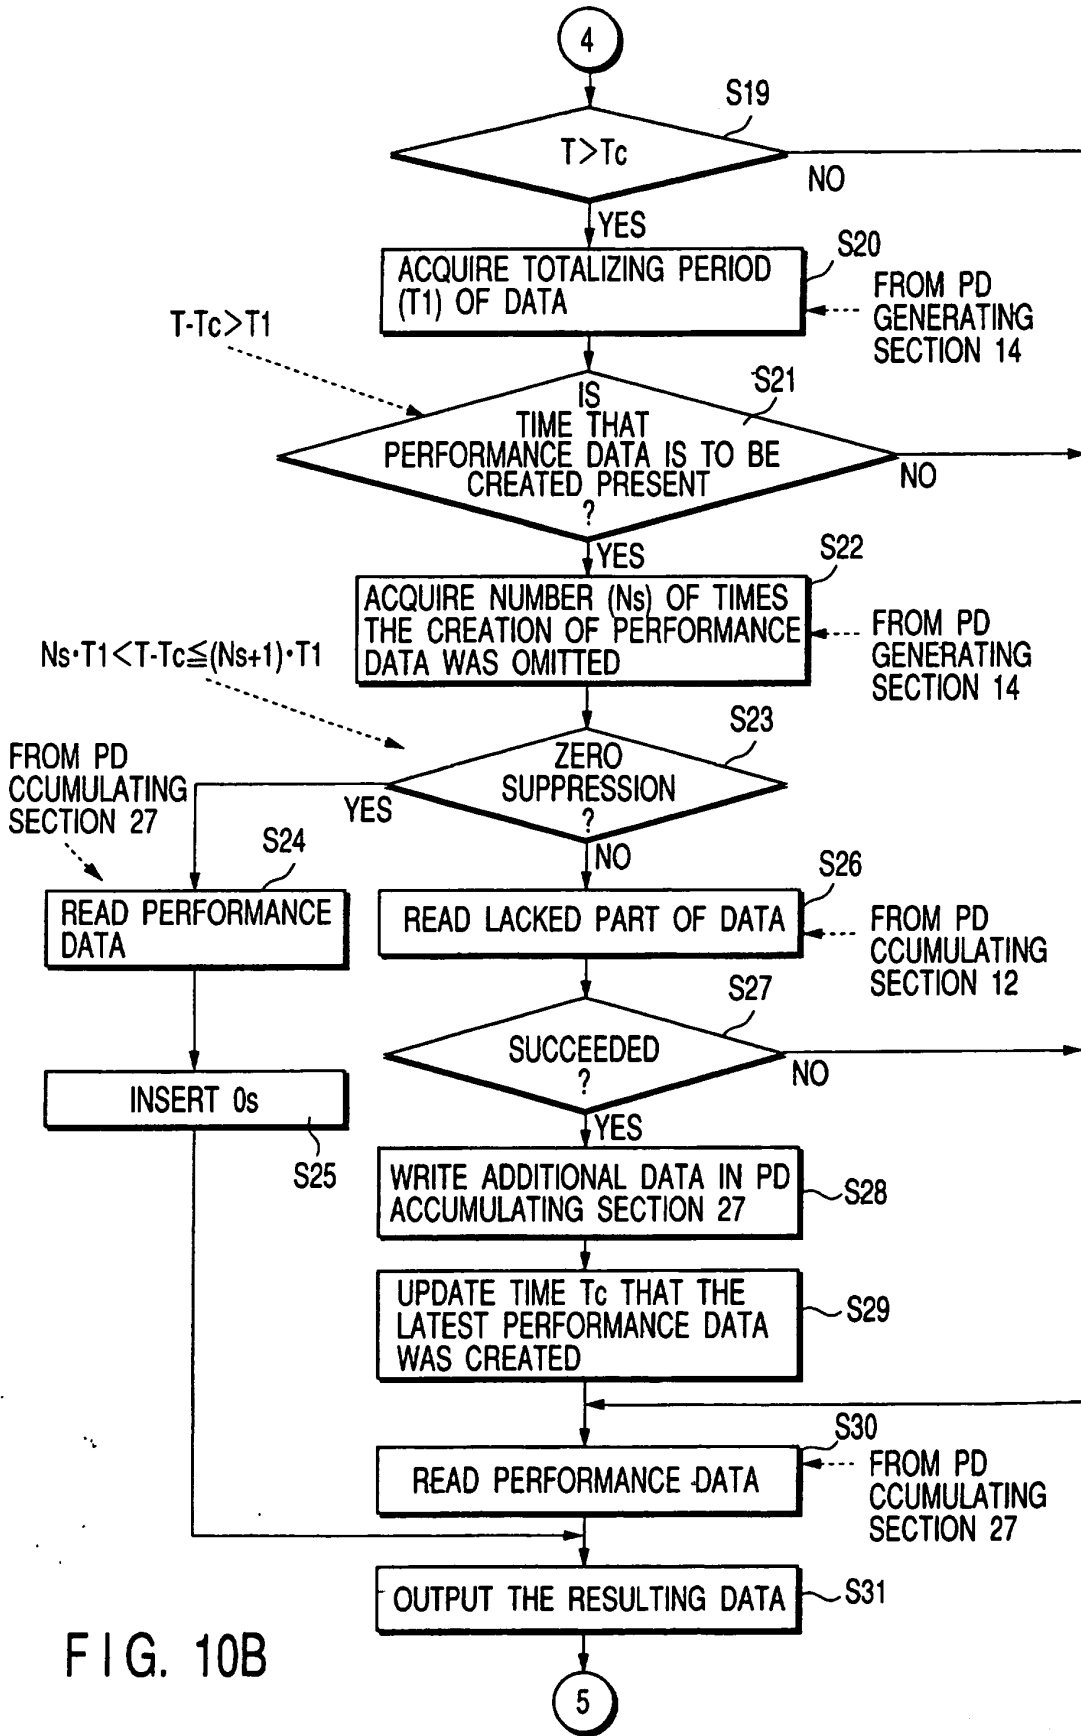 4
S19
T>Tc
NO
YES
S20
ACQUIRE TOTALIZING PERIOD
(T1) OF DATA
FROM PD
GENERATING
SECTION 14
T-Tc>T1
S21
IS
TIME THAT
PERFORMANCE DATA IS TO BE
CREATED PRESENT
?
NO
YES
S22
ACQUIRE NUMBER (Ns) OF TIMES
THE CREATION OF PERFORMANCE
DATA WAS OMITTED
FROM PD
GENERATING
SECTION 14
Ns·T1<T-Tc≦(Ns+1)·T1
S23
ZERO
SUPPRESSION
?
YES
NO
FROM PD
CCUMULATING
SECTION 27
S24
READ PERFORMANCE
DATA
S26
READ LACKED PART OF DATA
FROM PD
CCUMULATING
SECTION 12
S27
SUCCEEDED
?
NO
YES
INSERT 0s
S25
WRITE ADDITIONAL DATA IN PD
ACCUMULATING SECTION 27
S28
UPDATE TIME Tc THAT THE
LATEST PERFORMANCE DATA
WAS CREATED
S29
S30
READ PERFORMANCE DATA
FROM PD
CCUMULATING
SECTION 27
OUTPUT THE RESULTING DATA
S31
5
FIG. 10B